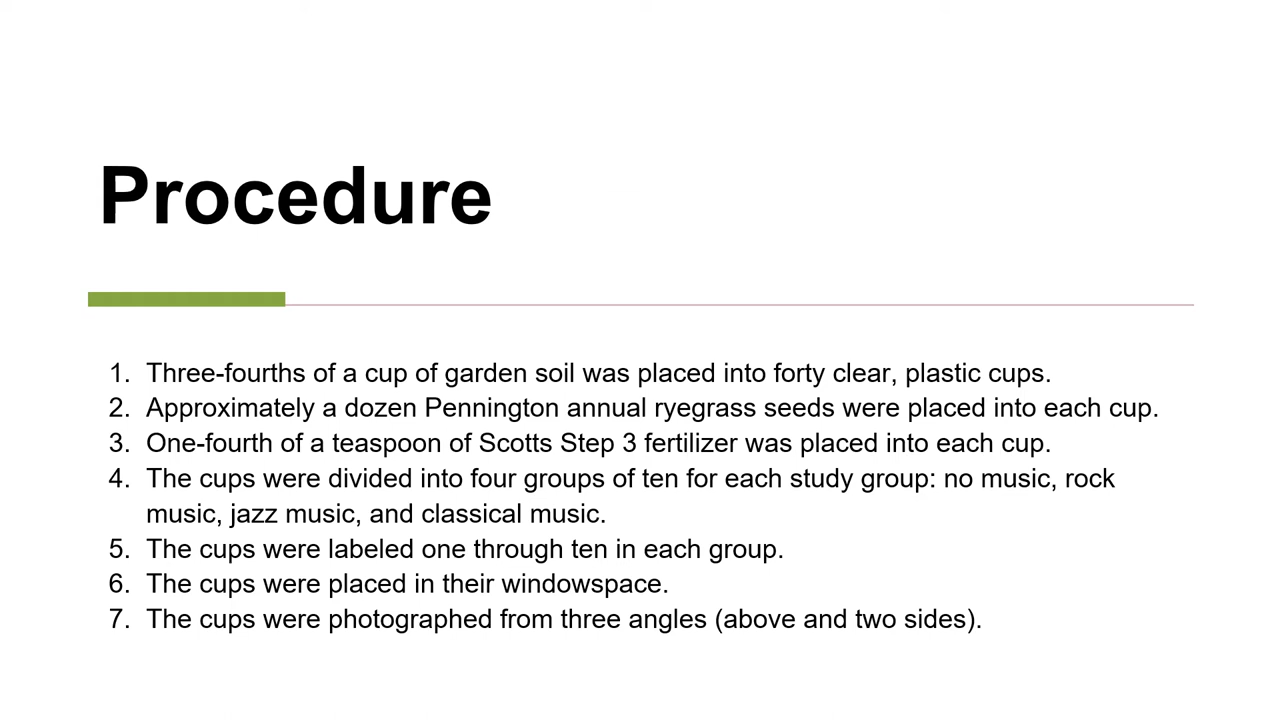 Procedure
1. Three-fourths of a cup of garden soil was placed into forty clear, plastic cups.
2. Approximately a dozen Pennington annual ryegrass seeds were placed into each cup.
3. One-fourth of a teaspoon of Scotts Step 3 fertilizer was placed into each cup.
4. The cups were divided into four groups of ten for each study group: no music, rock
music, jazz music, and classical music.
5. The cups were labeled one through ten in each group.
6. The cups were placed in their windowspace.
7. The cups were photographed from three angles (above and two sides).